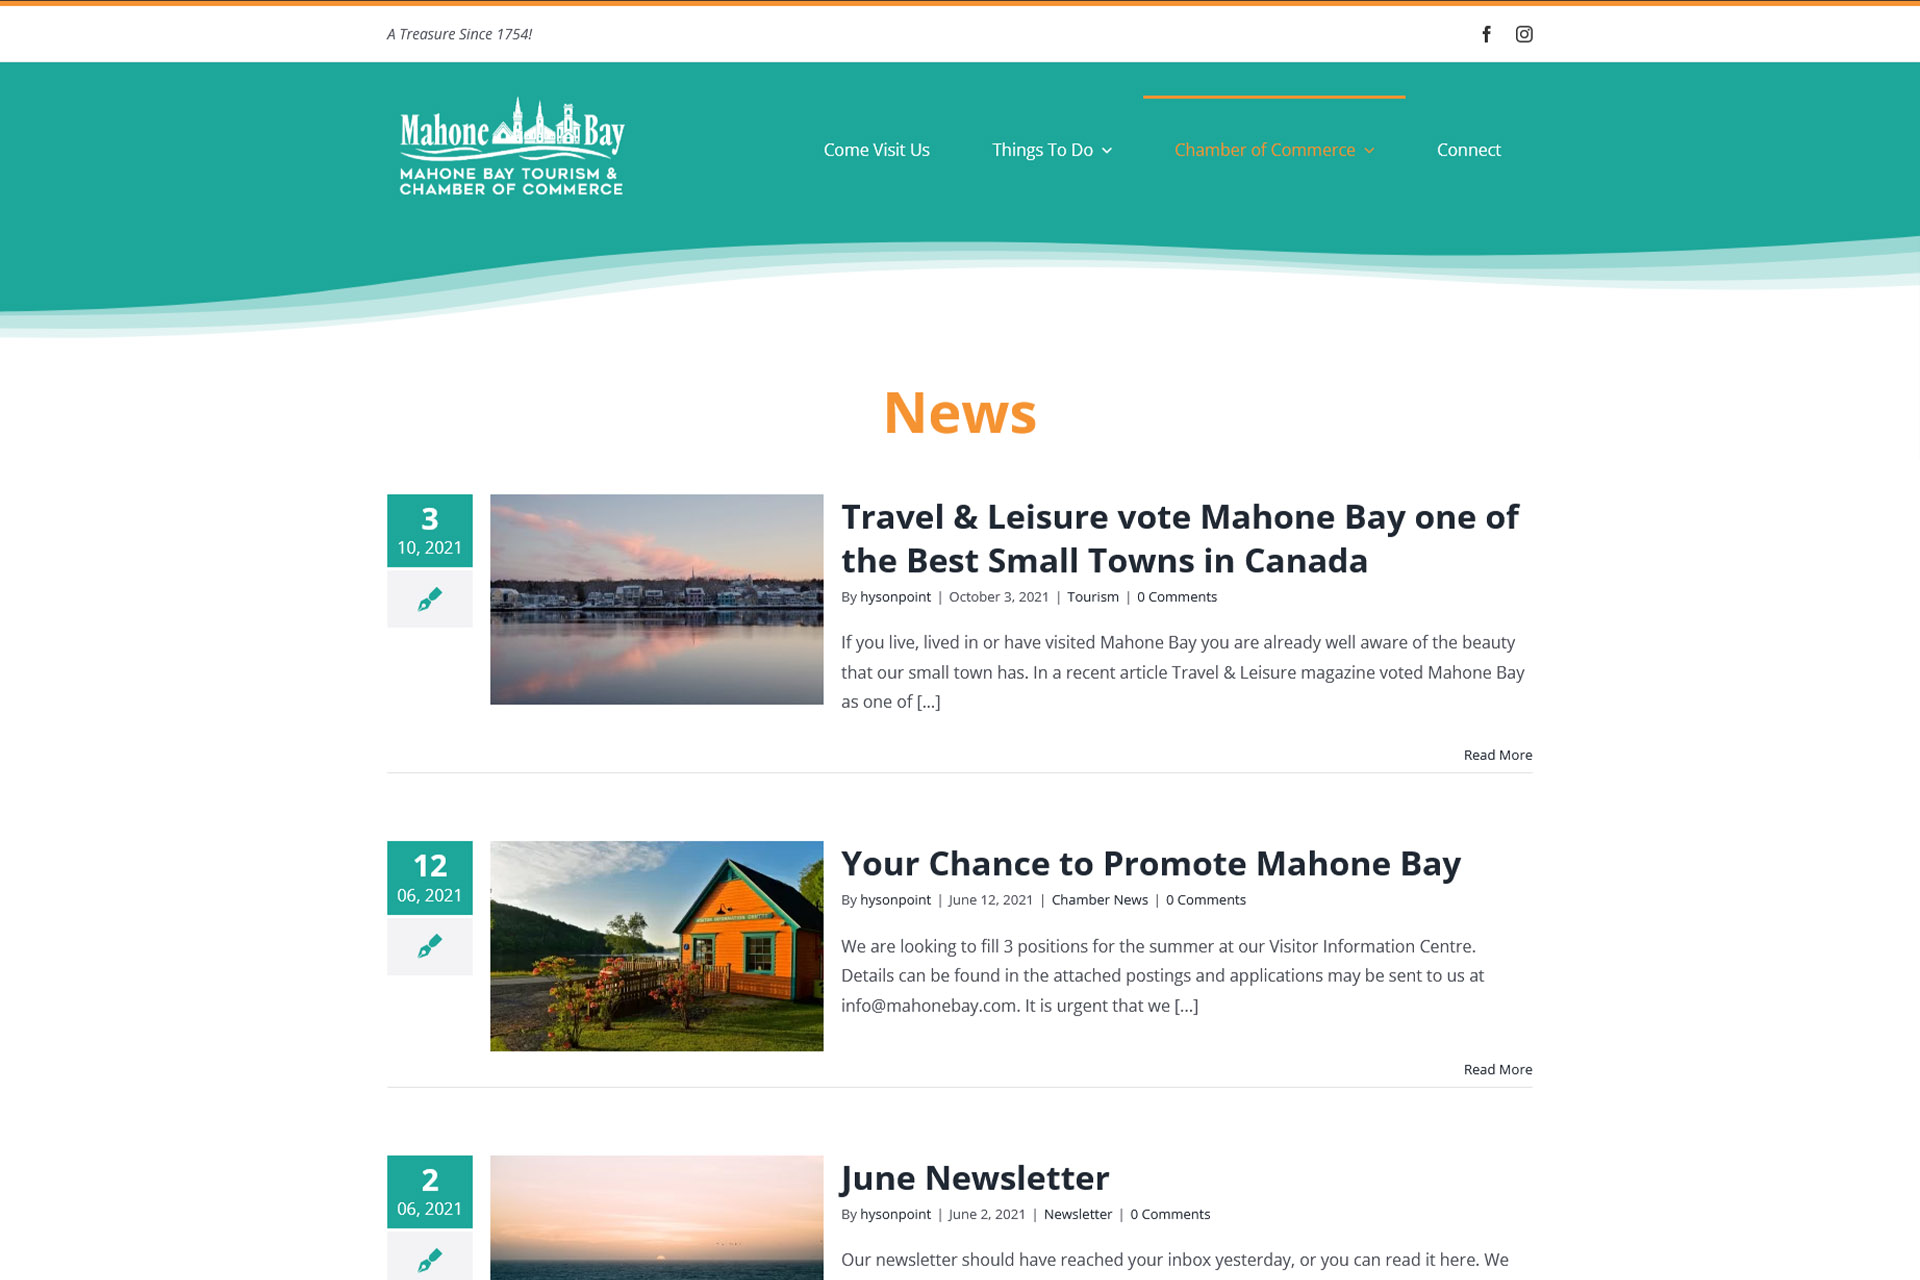 A Treasure Since 1754!
Mahone Bay
MAHONE BAY TOURISM &
CHAMBER OF COMMERCE
Come Visit Us
Things To Do
Chamber of Commerce
Connect
News
3
10, 2021
Travel & Leisure vote Mahone Bay one of
the Best Small Towns in Canada
By hysonpoint | October 3, 2021 | Tourism | 0 Comments
If you live, lived in or have visited Mahone Bay you are already well aware of the beauty
that our small town has. In a recent article Travel & Leisure magazine voted Mahone Bay
as one of [...]
Read More
12
06, 2021
VISITOR INFORMATION CENTRE
Your Chance to Promote Mahone Bay
By hysonpoint | June 12, 2021 | Chamber News | 0 Comments
We are looking to fill 3 positions for the summer at our Visitor Information Centre.
Details can be found in the attached postings and applications may be sent to us at
info@mahonebay.com. It is urgent that we [...]
Read More
2
06, 2021
June Newsletter
By hysonpoint | June 2, 2021 | Newsletter | 0 Comments
Our newsletter should have reached your inbox yesterday, or you can read it here. We